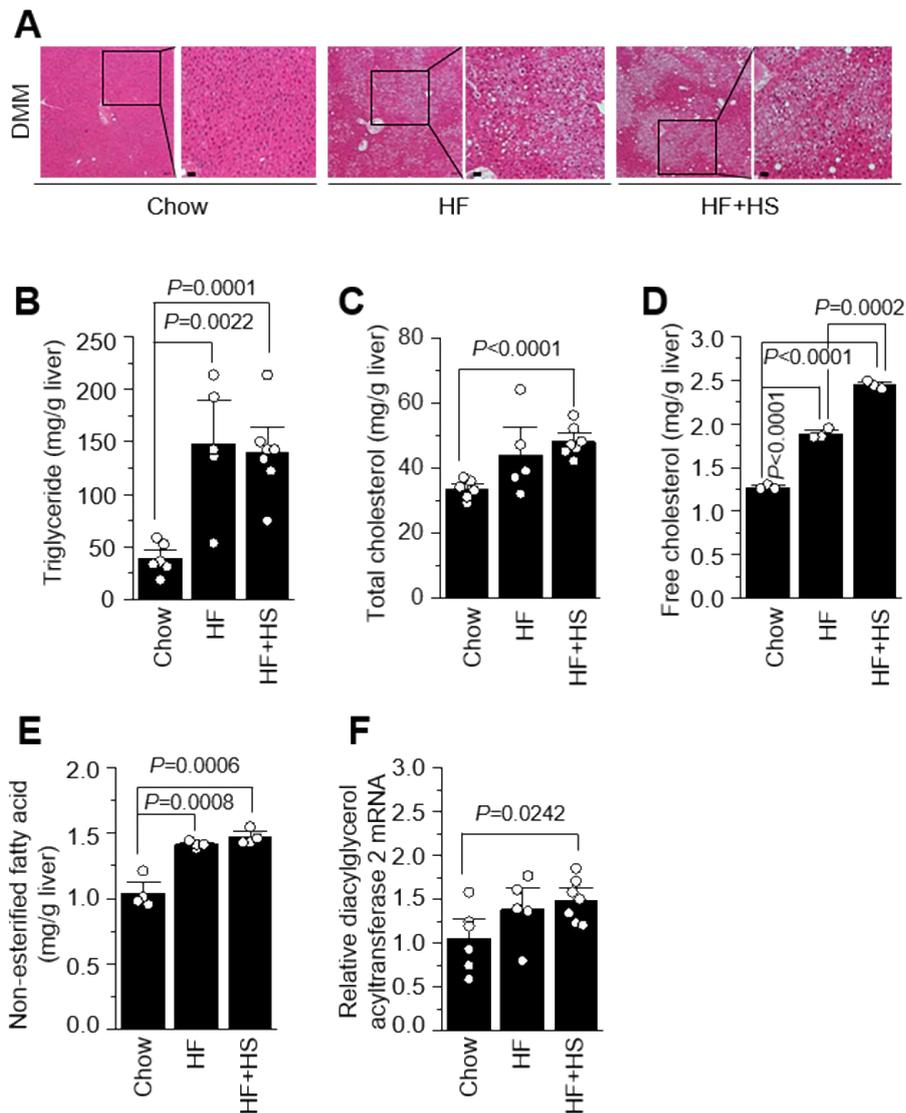 A
DMM
Chow
HF
HF+HS
B
Triglyceride (mg/g liver)
P=0.0001
P=0.0022
250
200
150
100
50
0
Chow
HF
HF+HS
C
Total cholesterol (mg/g liver)
P<0.0001
80
60
40
20
0
Chow
HF
HF+HS
D
Free cholesterol (mg/g liver)
P=0.0002
P<0.0001
P<0.0001
3.0
2.5
2.0
1.5
1.0
0.5
0.0
Chow
HF
HF+HS
E
Non-esterified fatty acid
(mg/g liver)
P=0.0006
P=0.0008
2.0
1.5
1.0
0.5
0.0
Chow
HF
HF+HS
F
Relative diacylglycerol
acyltransferase 2 mRNA
P=0.0242
3.0
2.5
2.0
1.5
1.0
0.5
0.0
Chow
HF
HF+HS